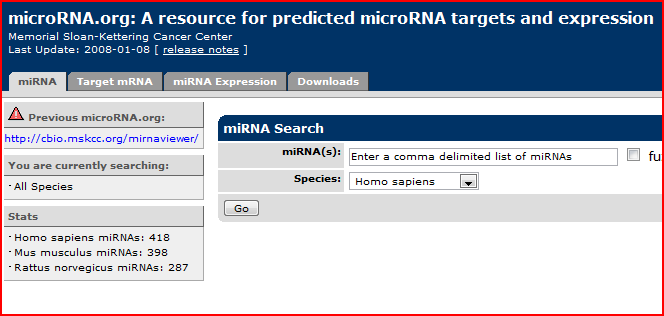 microRNA.org: A resource for predicted microRNA targets and expression
Memorial Sloan-Kettering Cancer Center
Last Update: 2008-01-08 [ release notes ]
miRNA
Target mRNA
miRNA Expression
Downloads
Previous microRNA.org:
http://cbio.mskcc.org/mirnaviewer/
You are currently searching:
· All Species
Stats
· Homo sapiens miRNAs: 418
· Mus musculus miRNAs: 398
· Rattus norvegicus miRNAs: 287
miRNA Search
miRNA(s): Enter a comma delimited list of miRNAs fu
Species: Homo sapiens
Go